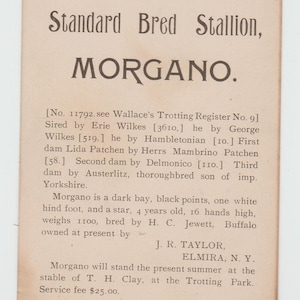 Standard Bred Stallion,
MORGANO.
[No. 11792. see Wallace's Trotting Register No. 9]
Sired by Erie Wilkes [3610,] he by George
Wilkes [519,] he by Hambletonian [10.] First
dam Lida Patchen by Herrs Mambrino Patchen
[58.] Second dam by Delmonico [110.] Third
dam by Austerlitz, thoroughbred son of imp.
Yorkshire.
Morgano is a dark bay, black points, one white
hind foot, and a star, 4 years old, 16 hands high,
weighs 1100, bred by H. C. Jewett, Buffalo
owned at present by
J. R. TAYLOR,
ELMIRA, N. Y.
Morgano will stand the present summer at the
stable of T. H. Clay, at the Trotting Park.
Service fee $25.00.